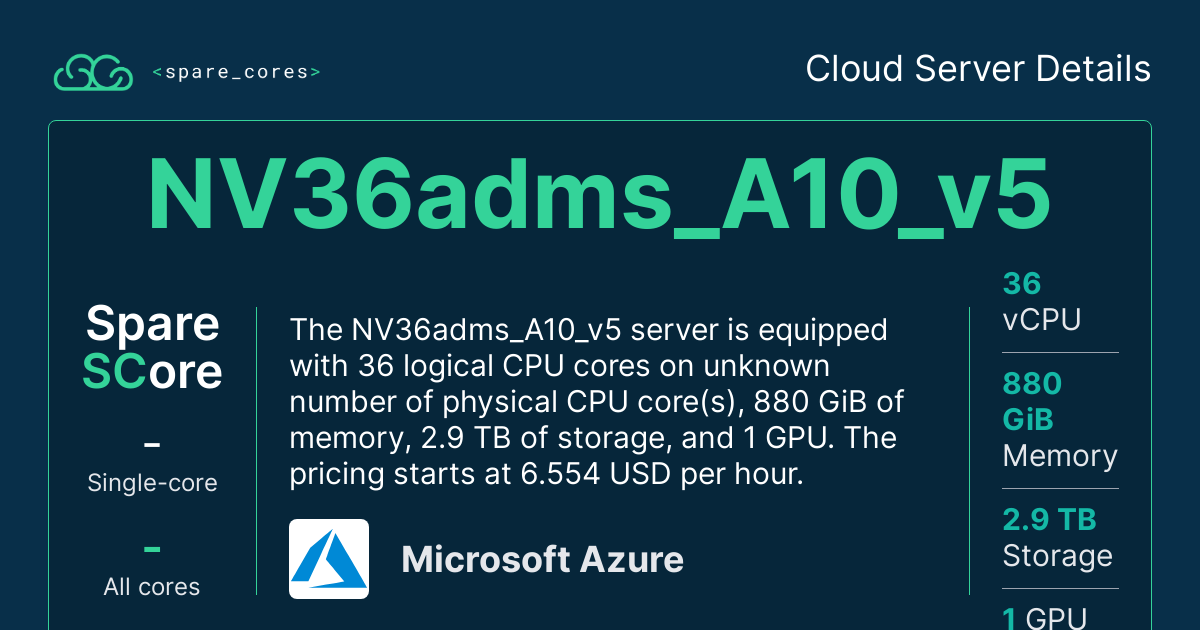 <spare_cores>
Cloud Server Details
NV36adms_A10_v5
Spare
SCore
-
Single-core
-
All cores
The NV36adms_A10_v5 server is equipped
with 36 logical CPU cores on unknown
number of physical CPU core(s), 880 GiB of
memory, 2.9 TB of storage, and 1 GPU. The
pricing starts at 6.554 USD per hour.
Microsoft Azure
36
vCPU
880
GiB
Memory
2.9 TB
Storage
1 GPU